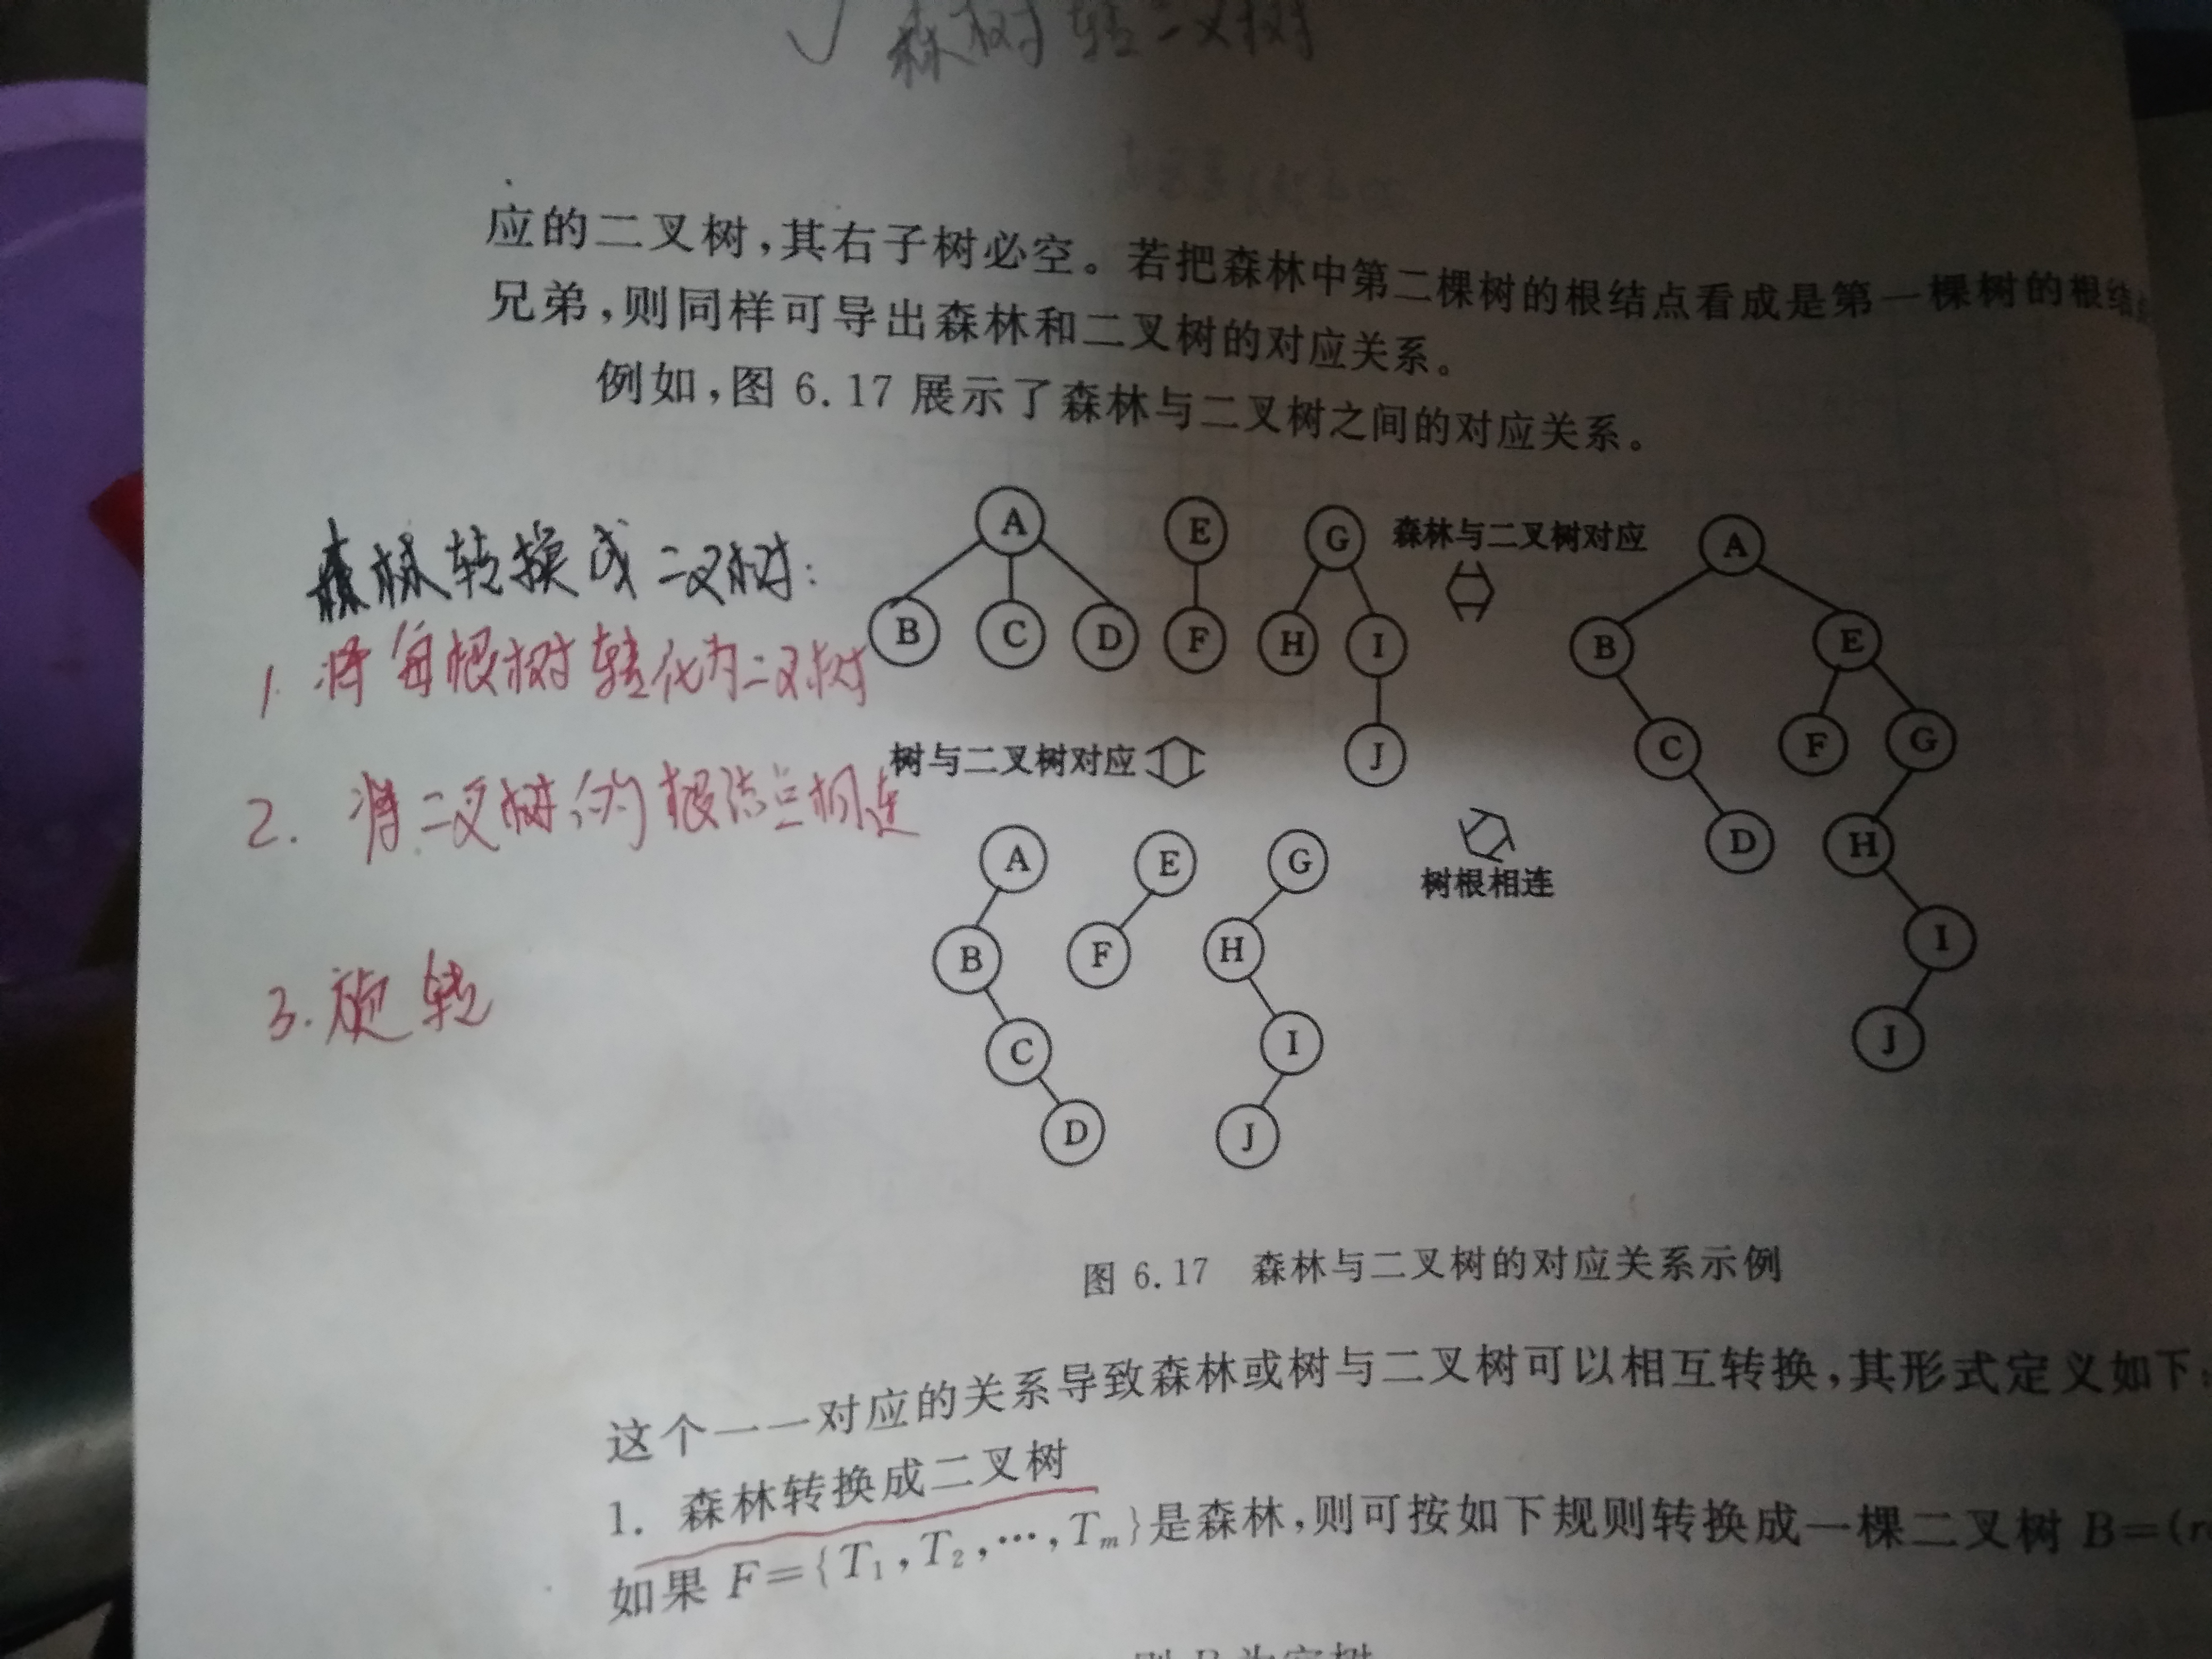 森树转二叉树
应的二叉树,其右子树必空。若把森林中第二棵树的根结点看成是第一棵树的根结
兄弟,则同样可导出森林和二叉树的对应关系。
例如,图 6.17 展示了森林与二叉树之间的对应关系。
森林转换成二叉树:
1. 将每根树转化为二叉树
2. 将二叉树的根结点相连
3. 旋转
A E G 森林与二叉树对应 A
B C D F H I B E
J C F G
树与二叉树对应
D H
A E G
树根相连
B F H I
C I J
D J
图 6.17 森林与二叉树的对应关系示例
这个一一对应的关系导致森林或树与二叉树可以相互转换,其形式定义如下:
1. 森林转换成二叉树
如果 F={T₁,T₂,…,Tₘ}是森林,则可按如下规则转换成一棵二叉树 B=(